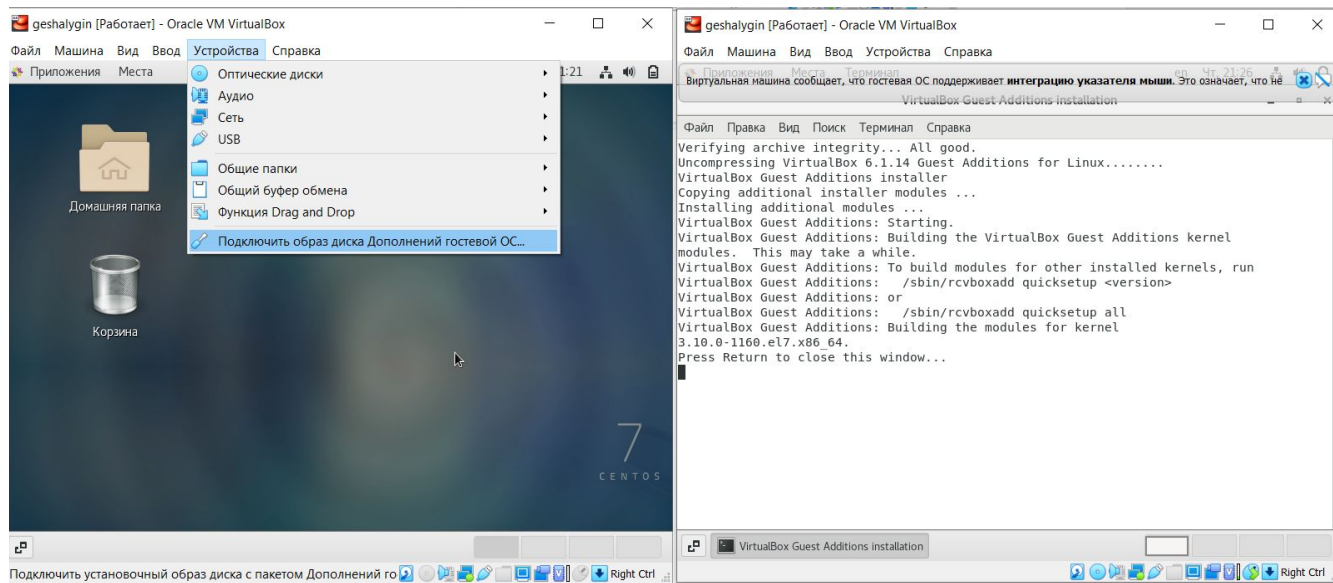 geshalygin [Работает] - Oracle VM VirtualBox
Файл Машина Вид Ввод Устройства Справка
Приложения Места
1:21
Оптические диски
Аудио
Сеть
USB
Общие папки
Общий буфер обмена
Функция Drag and Drop
Подключить образ диска Дополнений гостевой ОС...
Домашняя папка
Корзина
7
CENTOS
Подключить установочный образ диска с пакетом Дополнений го
Right Ctrl
geshalygin [Работает] - Oracle VM VirtualBox
Файл Машина Вид Ввод Устройства Справка
Приложения Места Терминал en Чт, 21:26
Виртуальная машина сообщает, что гостевая ОС поддерживает интеграцию указателя мыши. Это означает, что не
VirtualBox Guest Additions installation
Файл Правка Вид Поиск Терминал Справка
Verifying archive integrity... All good.
Uncompressing VirtualBox 6.1.14 Guest Additions for Linux........
VirtualBox Guest Additions installer
Copying additional installer modules ...
Installing additional modules ...
VirtualBox Guest Additions: Starting.
VirtualBox Guest Additions: Building the VirtualBox Guest Additions kernel
modules.  This may take a while.
VirtualBox Guest Additions: To build modules for other installed kernels, run
VirtualBox Guest Additions:   /sbin/rcvboxadd quicksetup <version>
VirtualBox Guest Additions: or
VirtualBox Guest Additions:   /sbin/rcvboxadd quicksetup all
VirtualBox Guest Additions: Building the modules for kernel
3.10.0-1160.el7.x86_64.
Press Return to close this window...
VirtualBox Guest Additions installation
Right Ctrl